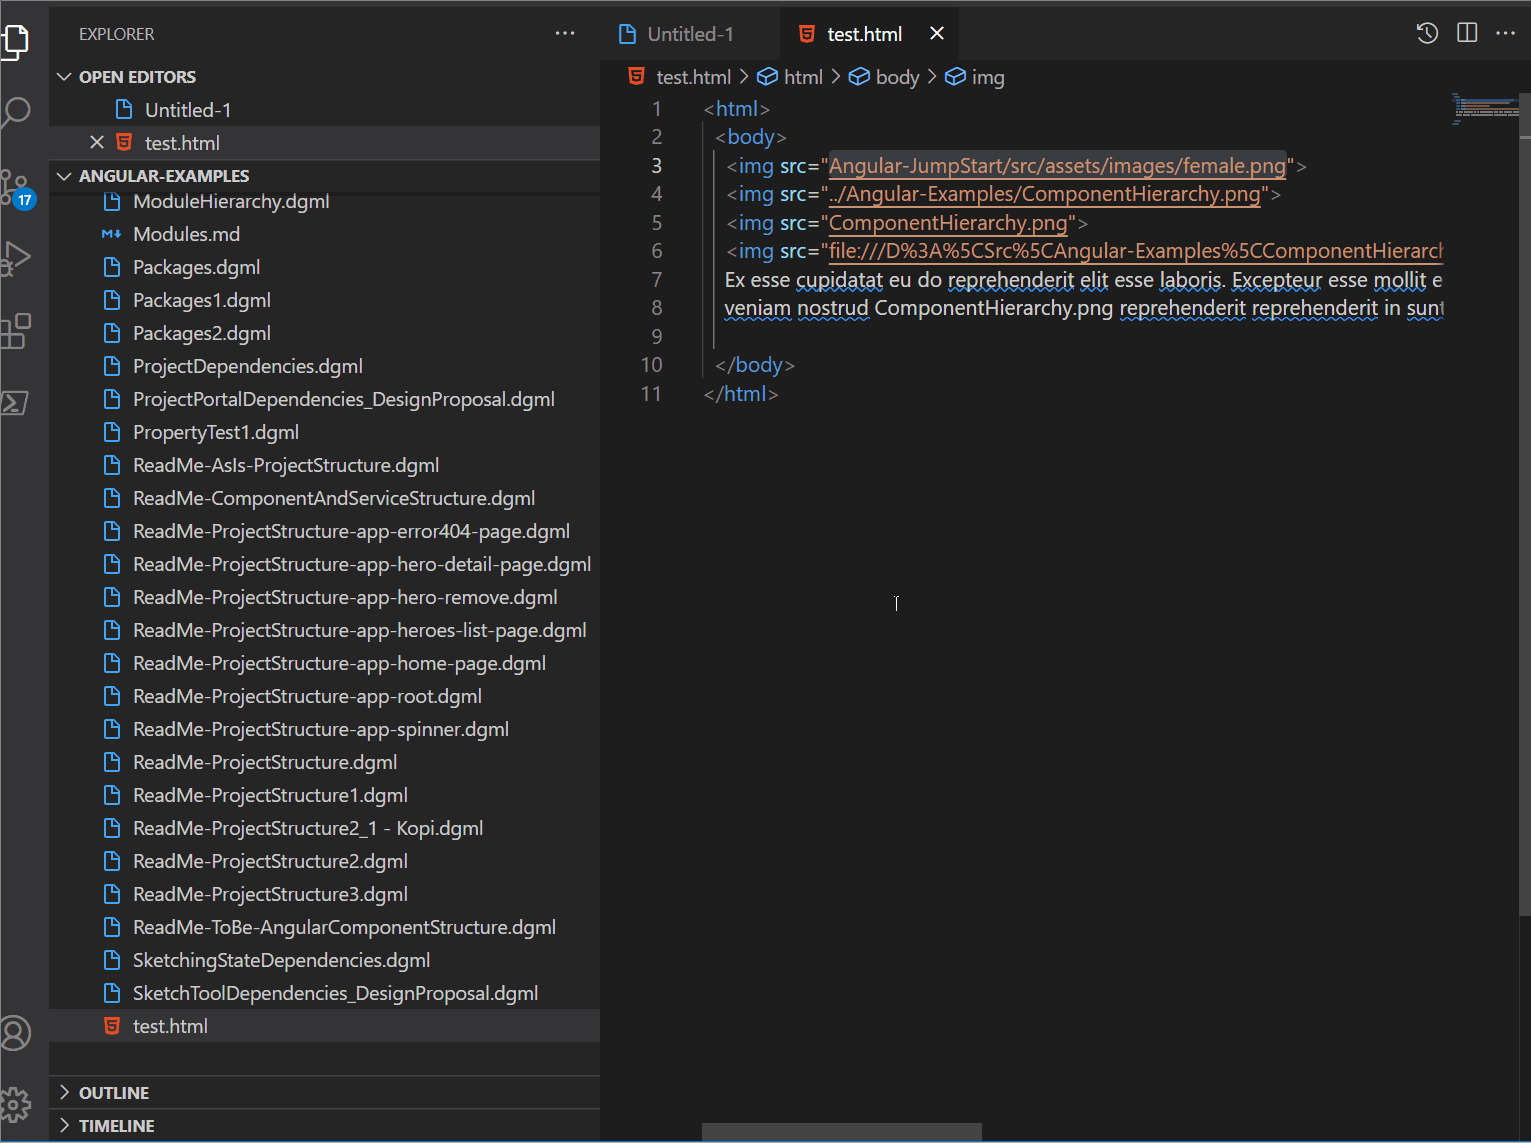 EXPLORER
OPEN EDITORS
Untitled-1
test.html
17
ANGULAR-EXAMPLES
ModuleHierarchy.dgml
Modules.md
Packages.dgml
Packages1.dgml
Packages2.dgml
ProjectDependencies.dgml
ProjectPortalDependencies_DesignProposal.dgml
PropertyTest1.dgml
ReadMe-AsIs-ProjectStructure.dgml
ReadMe-ComponentAndServiceStructure.dgml
ReadMe-ProjectStructure-app-error404-page.dgml
ReadMe-ProjectStructure-app-hero-detail-page.dgml
ReadMe-ProjectStructure-app-hero-remove.dgml
ReadMe-ProjectStructure-app-heroes-list-page.dgml
ReadMe-ProjectStructure-app-home-page.dgml
ReadMe-ProjectStructure-app-root.dgml
ReadMe-ProjectStructure-app-spinner.dgml
ReadMe-ProjectStructure.dgml
ReadMe-ProjectStructure1.dgml
ReadMe-ProjectStructure2_1 - Kopi.dgml
ReadMe-ProjectStructure2.dgml
ReadMe-ProjectStructure3.dgml
ReadMe-ToBe-AngularComponentStructure.dgml
SketchingStateDependencies.dgml
SketchToolDependencies_DesignProposal.dgml
test.html
OUTLINE
TIMELINE
Untitled-1 test.html
test.html > html > body > img
1 <html>
2 <body>
3 <img src="Angular-JumpStart/src/assets/images/female.png">
4 <img src="../Angular-Examples/ComponentHierarchy.png">
5 <img src="ComponentHierarchy.png">
6 <img src="file:///D%3A%5CSrc%5CAngular-Examples%5CComponentHierarch
7 Ex esse cupidatat eu do reprehenderit elit esse laboris. Excepteur esse mollit e
8 veniam nostrud ComponentHierarchy.png reprehenderit reprehenderit in sunt
9
10 </body>
11 </html>